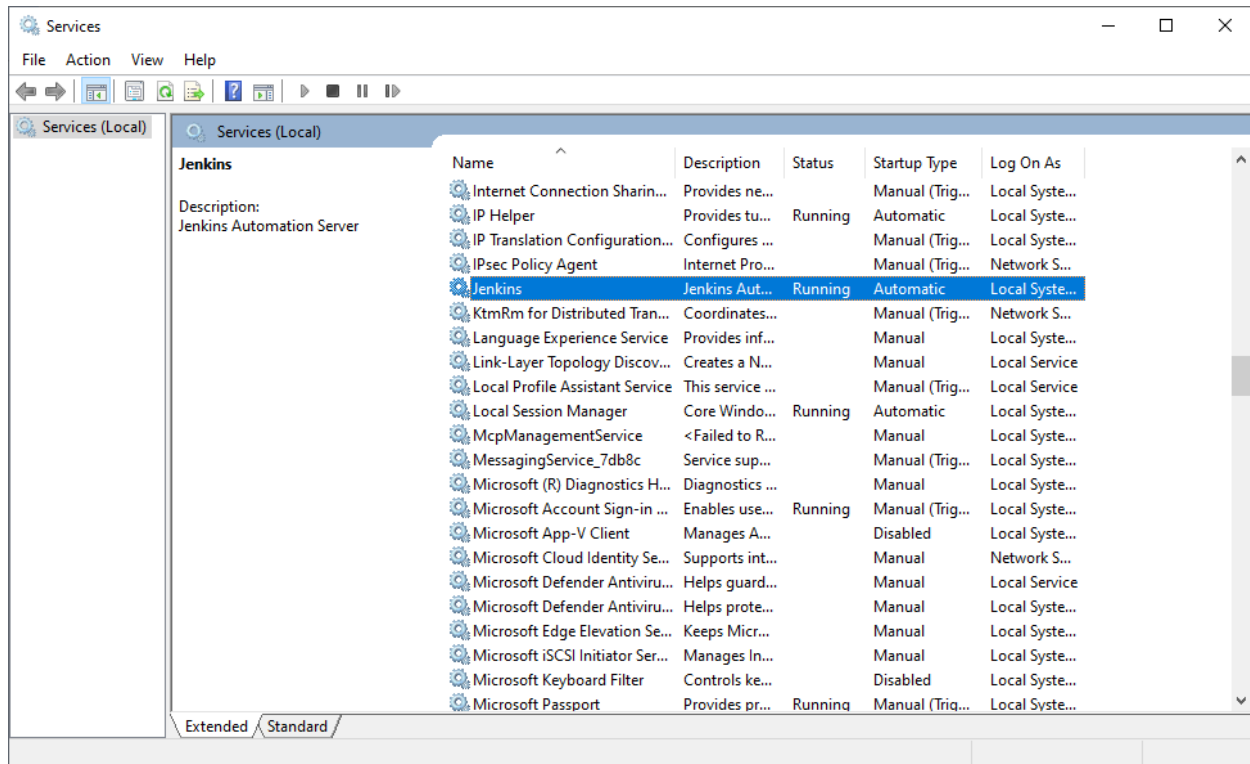 Services
File Action View Help
Services (Local)
Services (Local)
Jenkins
Description:
Jenkins Automation Server
Name Description Status Startup Type Log On As
Internet Connection Sharin... Provides ne... Manual (Trig... Local Syste...
IP Helper Provides tu... Running Automatic Local Syste...
IP Translation Configuration... Configures ... Manual (Trig... Local Syste...
IPsec Policy Agent Internet Pro... Manual (Trig... Network S...
Jenkins Jenkins Aut... Running Automatic Local Syste...
KtmRm for Distributed Tran... Coordinates... Manual (Trig... Network S...
Language Experience Service Provides inf... Manual Local Syste...
Link-Layer Topology Discov... Creates a N... Manual Local Service
Local Profile Assistant Service This service ... Manual (Trig... Local Service
Local Session Manager Core Windo... Running Automatic Local Syste...
McpManagementService <Failed to R... Manual Local Syste...
MessagingService_7db8c Service sup... Manual (Trig... Local Syste...
Microsoft (R) Diagnostics H... Diagnostics ... Manual Local Syste...
Microsoft Account Sign-in ... Enables use... Running Manual (Trig... Local Syste...
Microsoft App-V Client Manages A... Disabled Local Syste...
Microsoft Cloud Identity Se... Supports int... Manual Network S...
Microsoft Defender Antiviru... Helps guard... Manual Local Service
Microsoft Defender Antiviru... Helps prote... Manual Local Syste...
Microsoft Edge Elevation Se... Keeps Micr... Manual Local Syste...
Microsoft iSCSI Initiator Ser... Manages In... Manual Local Syste...
Microsoft Keyboard Filter Controls ke... Disabled Local Syste...
Microsoft Passport Provides pr... Running Manual (Trig... Local Syste...
Extended Standard